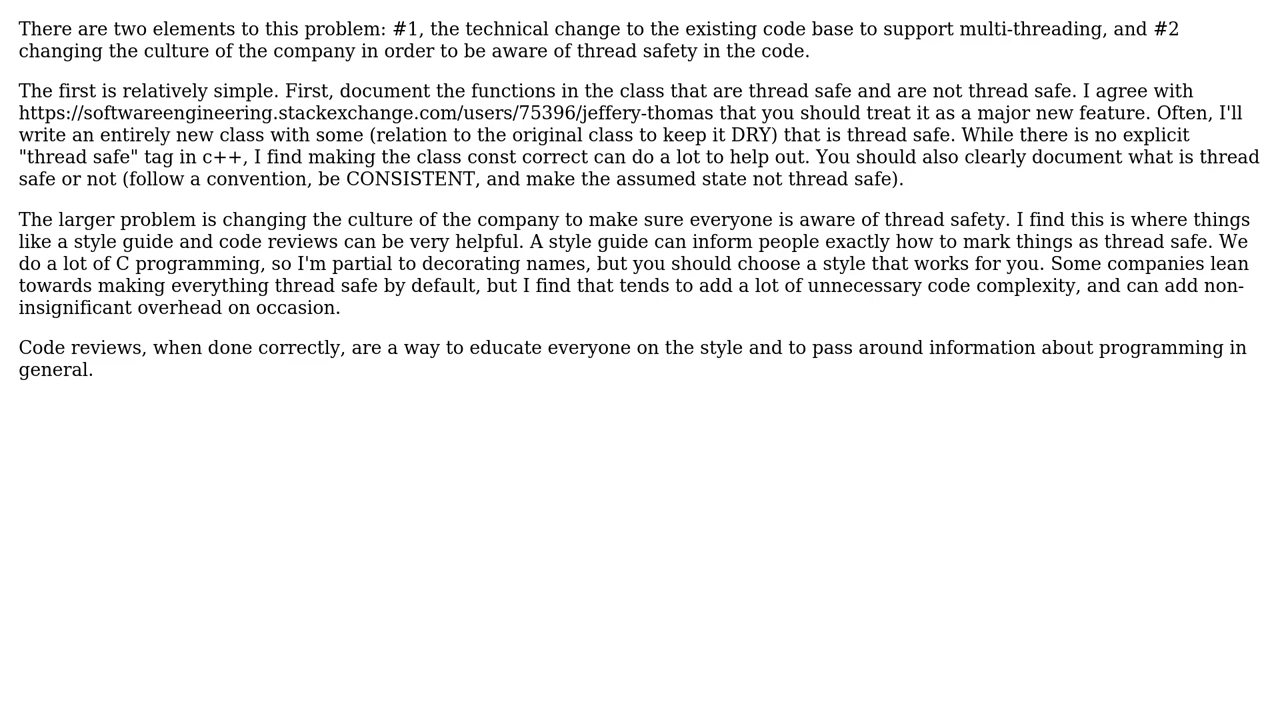 There are two elements to this problem: #1, the technical change to the existing code base to support multi-threading, and #2
changing the culture of the company in order to be aware of thread safety in the code.
The first is relatively simple. First, document the functions in the class that are thread safe and are not thread safe. I agree with
https://softwareengineering.stackexchange.com/users/75396/jeffery-thomas that you should treat it as a major new feature. Often, I'll
write an entirely new class with some (relation to the original class to keep it DRY) that is thread safe. While there is no explicit
"thread safe" tag in c++, I find making the class const correct can do a lot to help out. You should also clearly document what is thread
safe or not (follow a convention, be CONSISTENT, and make the assumed state not thread safe).
The larger problem is changing the culture of the company to make sure everyone is aware of thread safety. I find this is where things
like a style guide and code reviews can be very helpful. A style guide can inform people exactly how to mark things as thread safe. We
do a lot of C programming, so I'm partial to decorating names, but you should choose a style that works for you. Some companies lean
towards making everything thread safe by default, but I find that tends to add a lot of unnecessary code complexity, and can add non-
insignificant overhead on occasion.
Code reviews, when done correctly, are a way to educate everyone on the style and to pass around information about programming in
general.